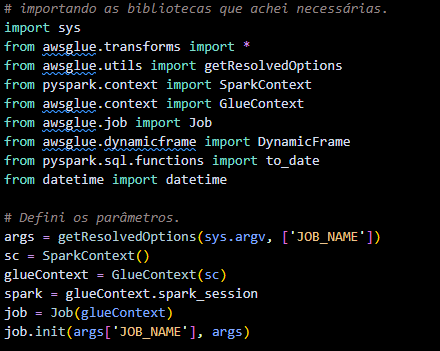 # importando as bibliotecas que achei necessárias.
import sys
from awsglue.transforms import *
from awsglue.utils import getResolvedOptions
from pyspark.context import SparkContext
from awsglue.context import GlueContext
from awsglue.job import Job
from awsglue.dynamicframe import DynamicFrame
from pyspark.sql.functions import to_date
from datetime import datetime

# Defini os parâmetros.
args = getResolvedOptions(sys.argv, ['JOB_NAME'])
sc = SparkContext()
glueContext = GlueContext(sc)
spark = glueContext.spark_session
job = Job(glueContext)
job.init(args['JOB_NAME'], args)